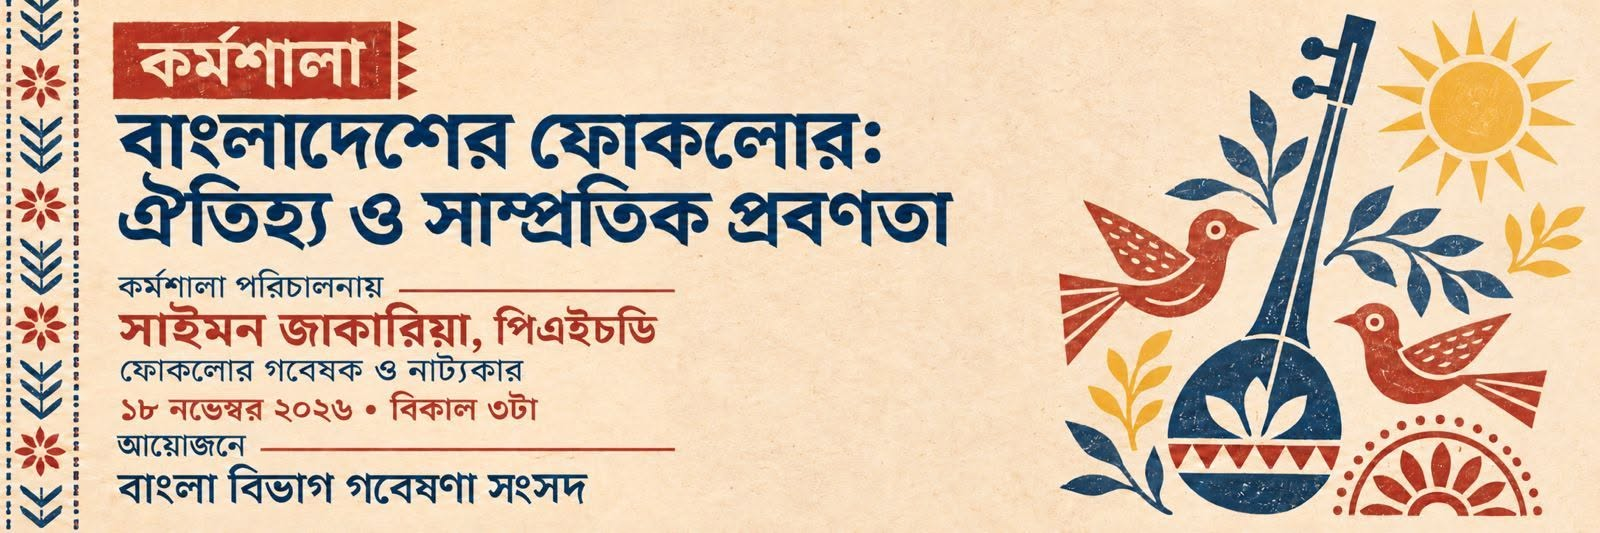 কর্মশালা
বাংলাদেশের ফোকলোর:
ঐতিহ্য ও সাম্প্রতিক প্রবণতা
কর্মশালা পরিচালনায়
সাইমন জাকারিয়া, পিএইচডি
ফোকলোর গবেষক ও নাট্যকার
১৮ নভেম্বর ২০২৬ • বিকাল ৩টা
আয়োজনে
বাংলা বিভাগ গবেষণা সংসদ